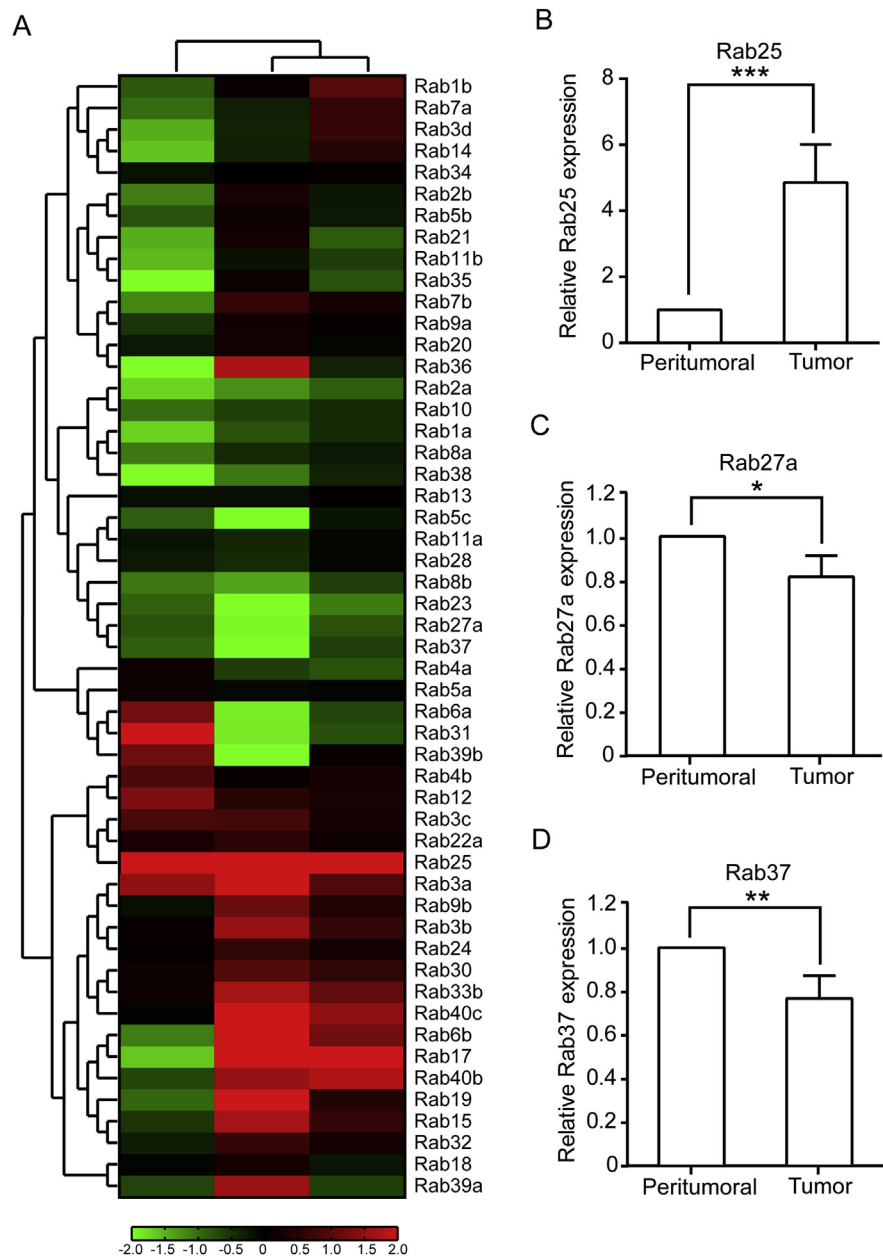 A
Rab1b
Rab7a
Rab3d
Rab14
Rab34
Rab2b
Rab5b
Rab21
Rab11b
Rab35
Rab7b
Rab9a
Rab20
Rab36
Rab2a
Rab10
Rab1a
Rab8a
Rab38
Rab13
Rab5c
Rab11a
Rab28
Rab8b
Rab23
Rab27a
Rab37
Rab4a
Rab5a
Rab6a
Rab31
Rab39b
Rab4b
Rab12
Rab3c
Rab22a
Rab25
Rab3a
Rab9b
Rab3b
Rab24
Rab30
Rab33b
Rab40c
Rab6b
Rab17
Rab40b
Rab19
Rab15
Rab32
Rab18
Rab39a
-2.0 -1.5 -1.0 -0.5 0 0.5 1.0 1.5 2.0
B
Rab25
***
Relative Rab25 expression
8
6
4
2
0
Peritumoral Tumor
C
Rab27a
*
Relative Rab27a expression
1.2
1.0
0.8
0.6
0.4
0.2
0
Peritumoral Tumor
D
Rab37
**
Relative Rab37 expression
1.2
1.0
0.8
0.6
0.4
0.2
0
Peritumoral Tumor